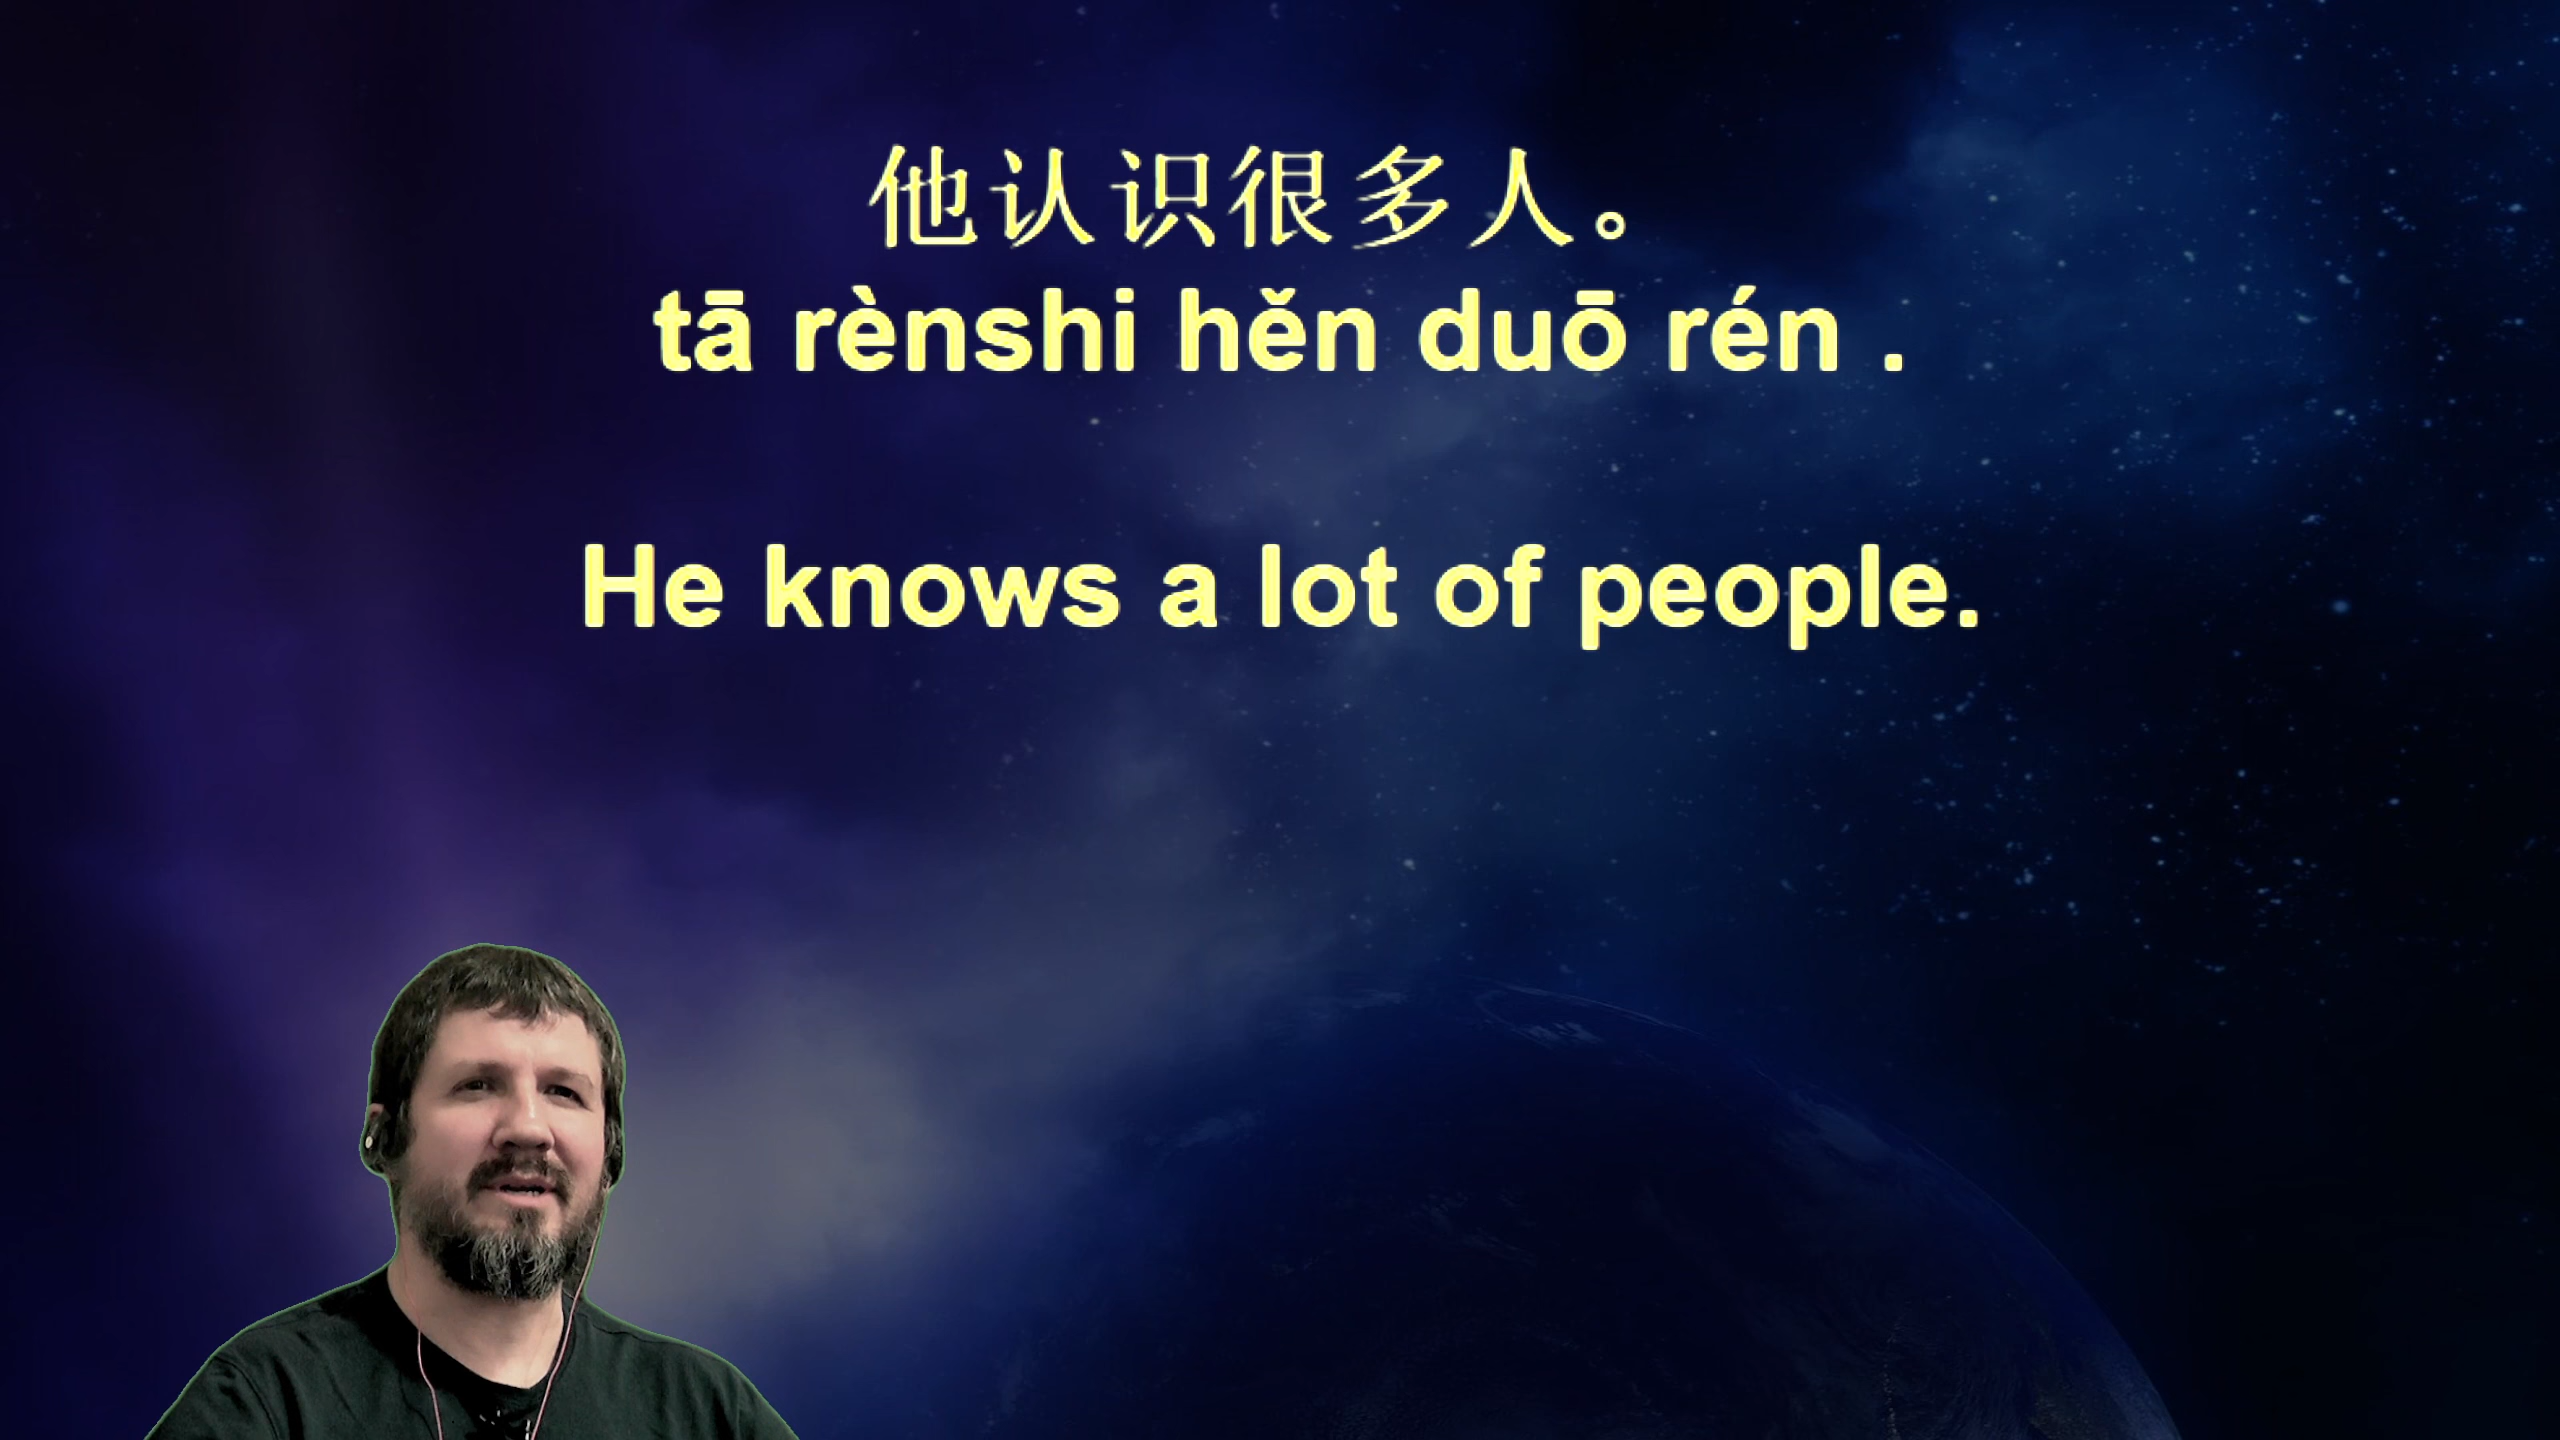 他认识很多人。
tā rènshi hěn duō rén .
He knows a lot of people.